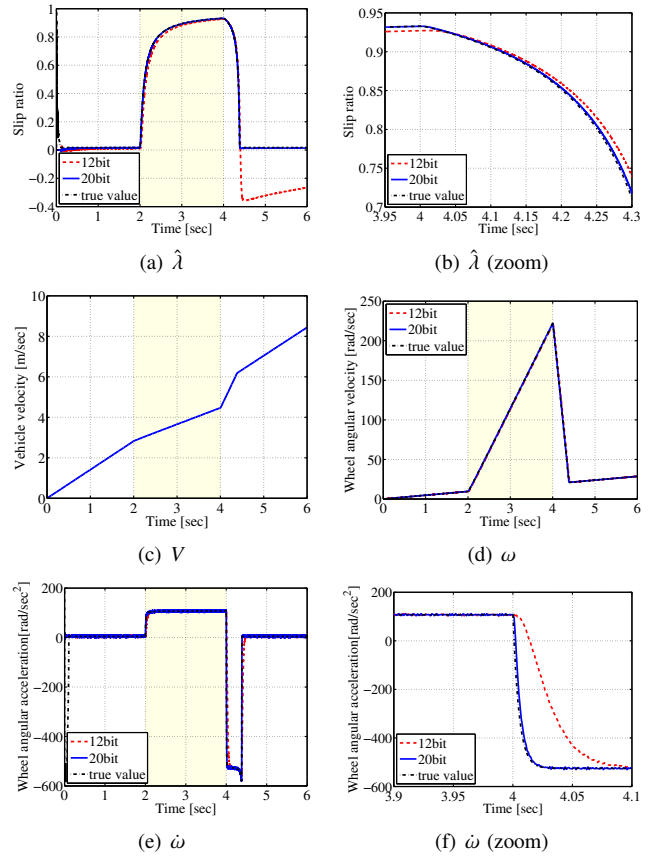 Slip ratio
1
0.8
0.6
0.4
0.2
0
−0.2
−0.4
0 1 2 3 4 5 6
Time [sec]
12bit
20bit
true value
(a) λ̂
Slip ratio
0.95
0.9
0.85
0.8
0.75
0.7
3.95 4 4.05 4.1 4.15 4.2 4.25 4.3
Time [sec]
12bit
20bit
true value
(b) λ̂ (zoom)
Vehicle velocity [m/sec]
10
8
6
4
2
0
0 1 2 3 4 5 6
Time [sec]
(c) V
Wheel angular velocity [rad/sec]
250
200
150
100
50
0
0 1 2 3 4 5 6
Time [sec]
12bit
20bit
true value
(d) ω
Wheel angular acceleration[rad/sec²]
200
0
−200
−400
−600
0 1 2 3 4 5 6
Time [sec]
12bit
20bit
true value
(e) ω̇
Wheel angular acceleration [rad/sec²]
200
0
−200
−400
−600
3.9 3.95 4 4.05 4.1
Time [sec]
12bit
20bit
true value
(f) ω̇ (zoom)